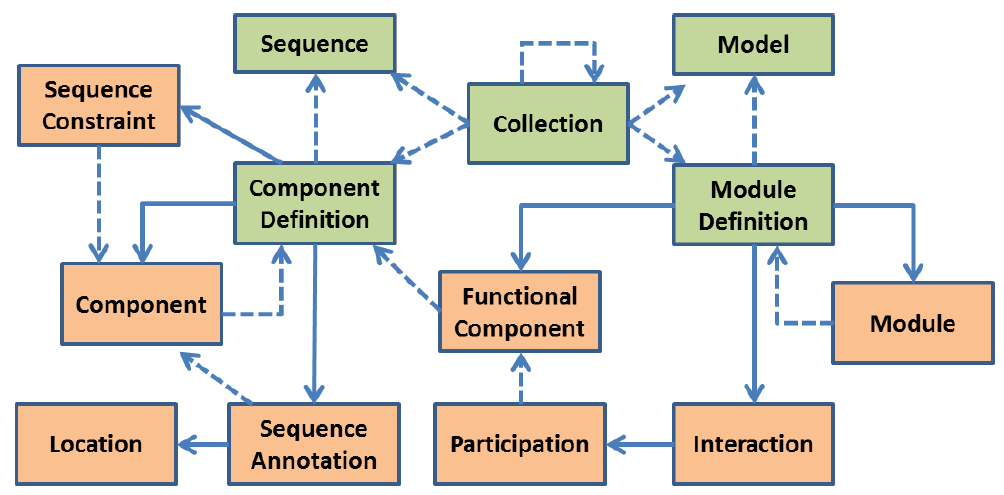 Sequence
Model
Sequence
Constraint
Collection
Component
Definition
Module
Definition
Component
Functional
Component
Module
Location
Sequence
Annotation
Participation
Interaction